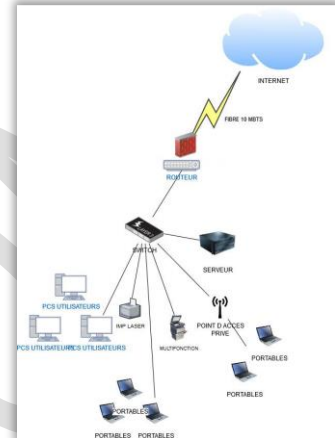 INTERNET
FIBRE 10 MBTS
ROUTEUR
SWITCH
SERVEUR
PCS UTILISATEURS
IMP LASER
POINT D ACCES
PRIVE
PCS UTILISATEURS
PCS UTILISATEURS
MULTIFONCTION
PORTABLES
PORTABLES
PORTABLES
PORTABLES
PORTABLES